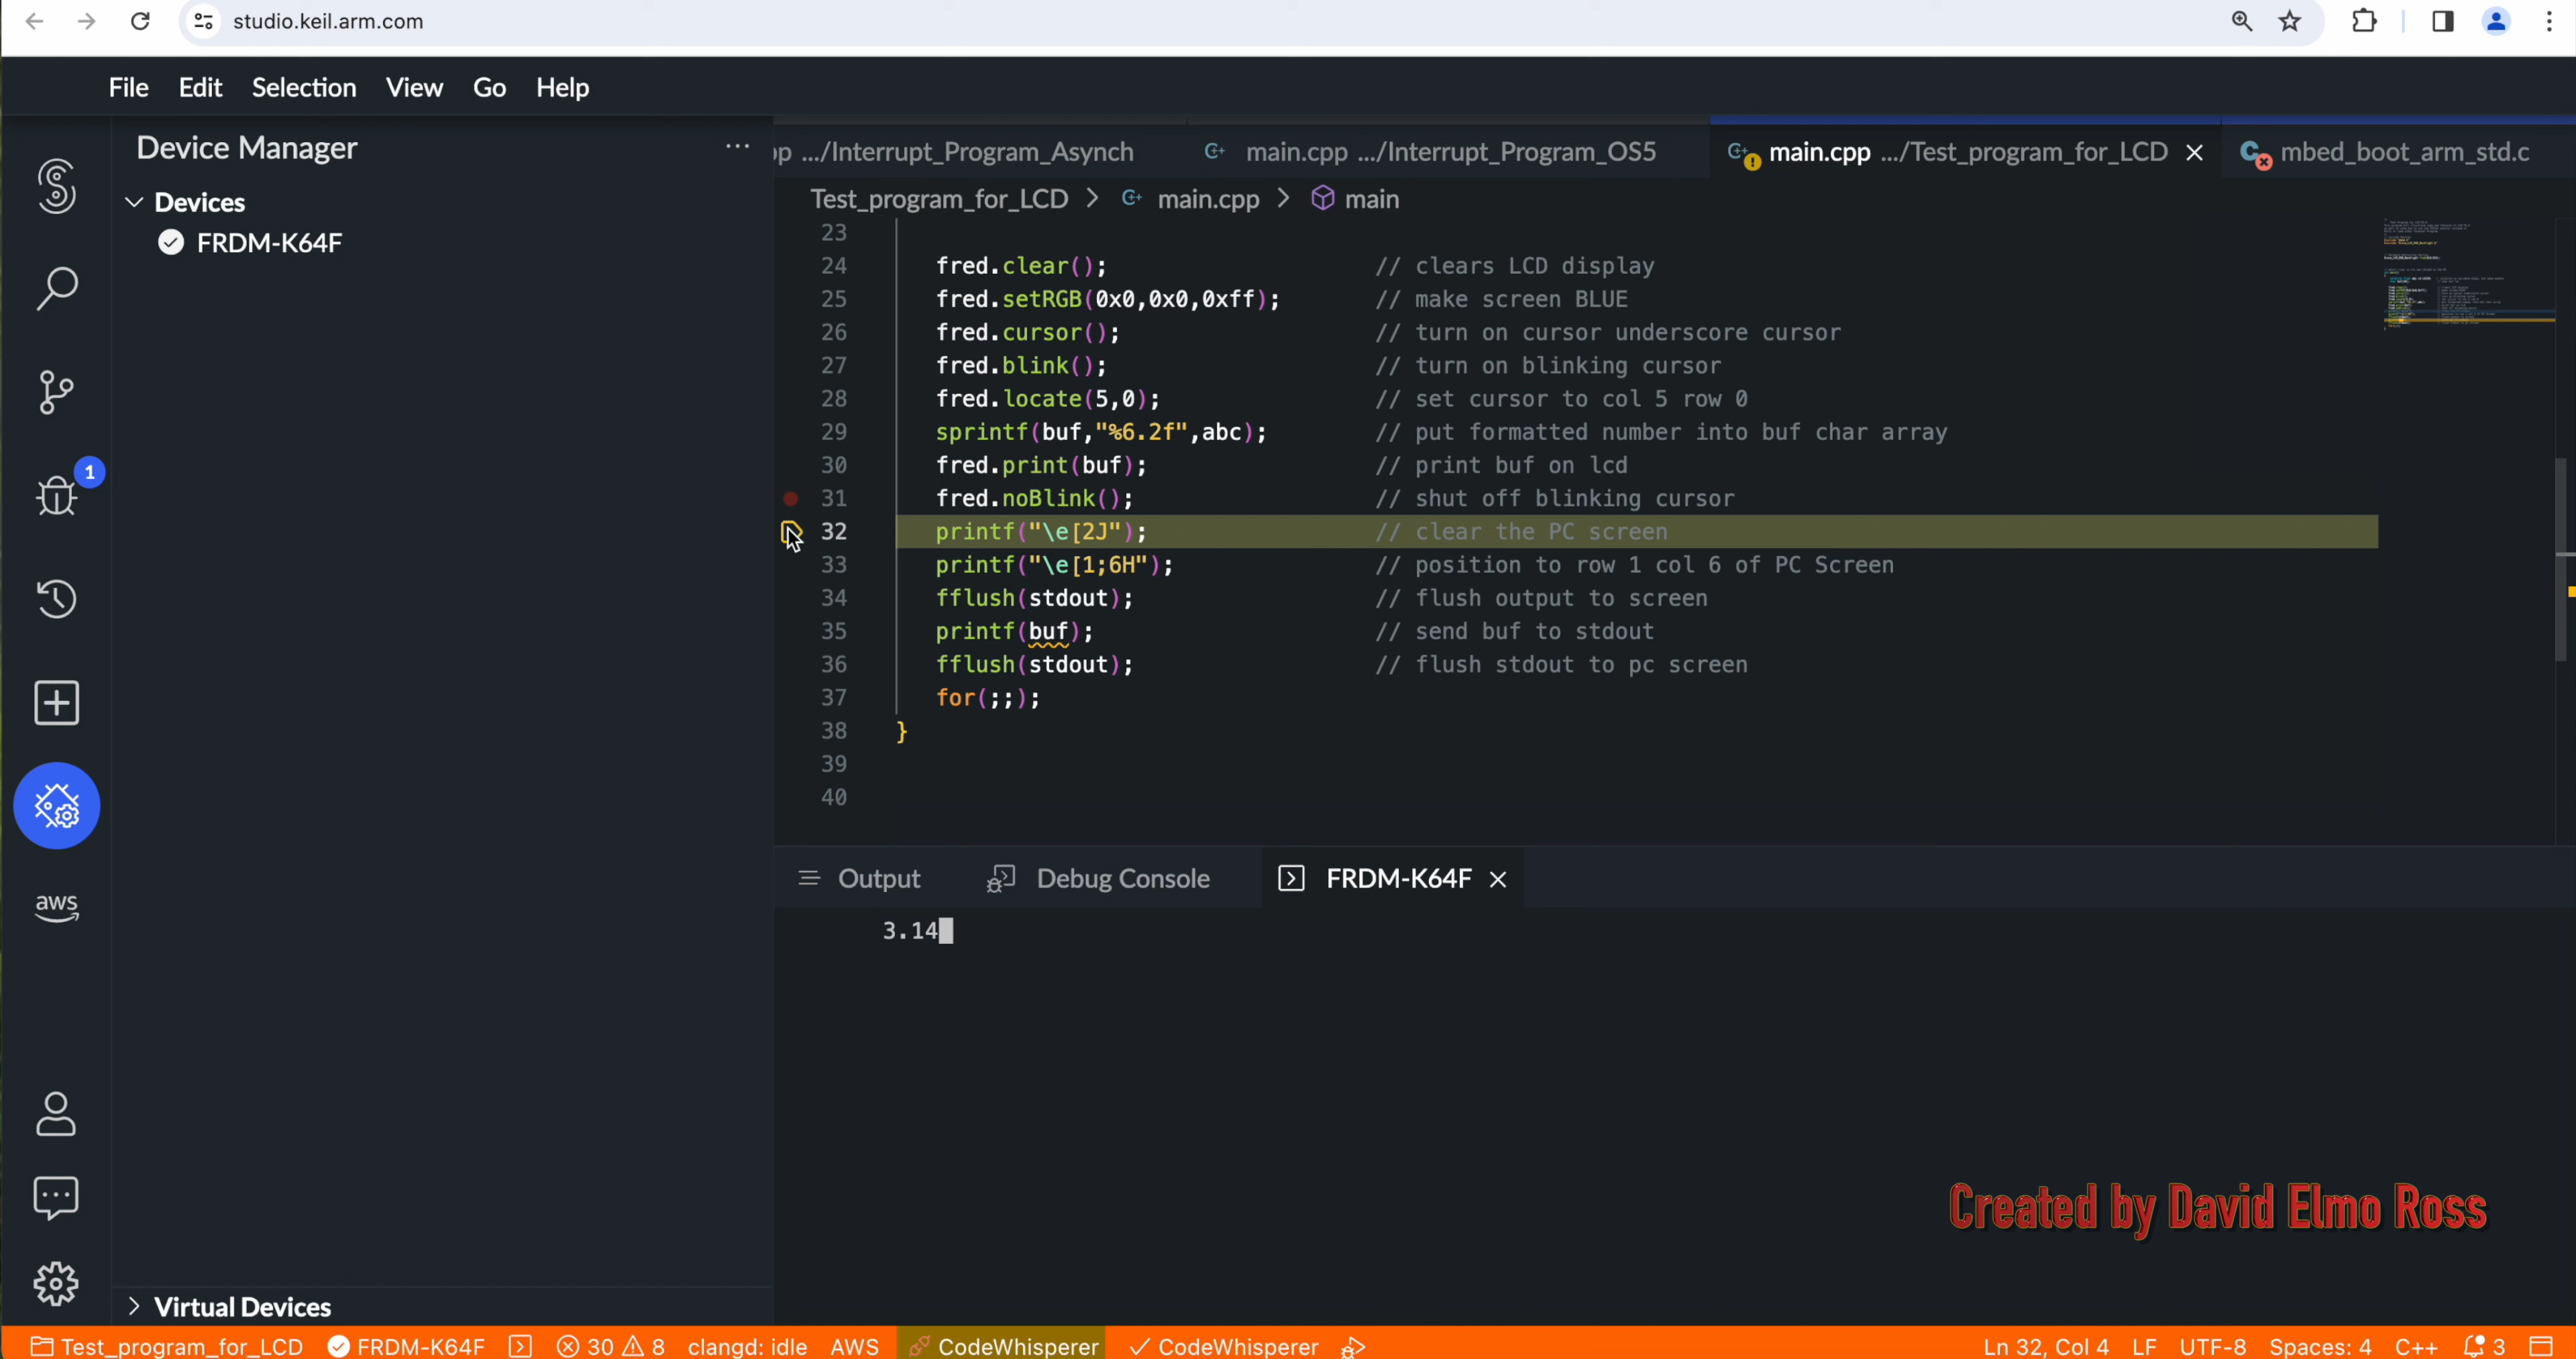 studio.keil.arm.com
File Edit Selection View Go Help
Device Manager
Devices
FRDM-K64F
1
aws
Virtual Devices
pp .../Interrupt_Program_Asynch main.cpp .../Interrupt_Program_OS5 main.cpp .../Test_program_for_LCD mbed_boot_arm_std.c
Test_program_for_LCD > main.cpp > main
23
24 fred.clear(); // clears LCD display
25 fred.setRGB(0x0,0x0,0xff); // make screen BLUE
26 fred.cursor(); // turn on cursor underscore cursor
27 fred.blink(); // turn on blinking cursor
28 fred.locate(5,0); // set cursor to col 5 row 0
29 sprintf(buf,"%6.2f",abc); // put formatted number into buf char array
30 fred.print(buf); // print buf on lcd
31 fred.noBlink(); // shut off blinking cursor
32 printf("\e[2J"); // clear the PC screen
33 printf("\e[1;6H"); // position to row 1 col 6 of PC Screen
34 fflush(stdout); // flush output to screen
35 printf(buf); // send buf to stdout
36 fflush(stdout); // flush stdout to pc screen
37 for(;;);
38 }
39
40
Output Debug Console FRDM-K64F
3.14
Created by David Elmo Ross
Test_program_for_LCD FRDM-K64F 30 8 clangd: idle AWS CodeWhisperer CodeWhisperer Ln 32, Col 4 LF UTF-8 Spaces: 4 C++ 3